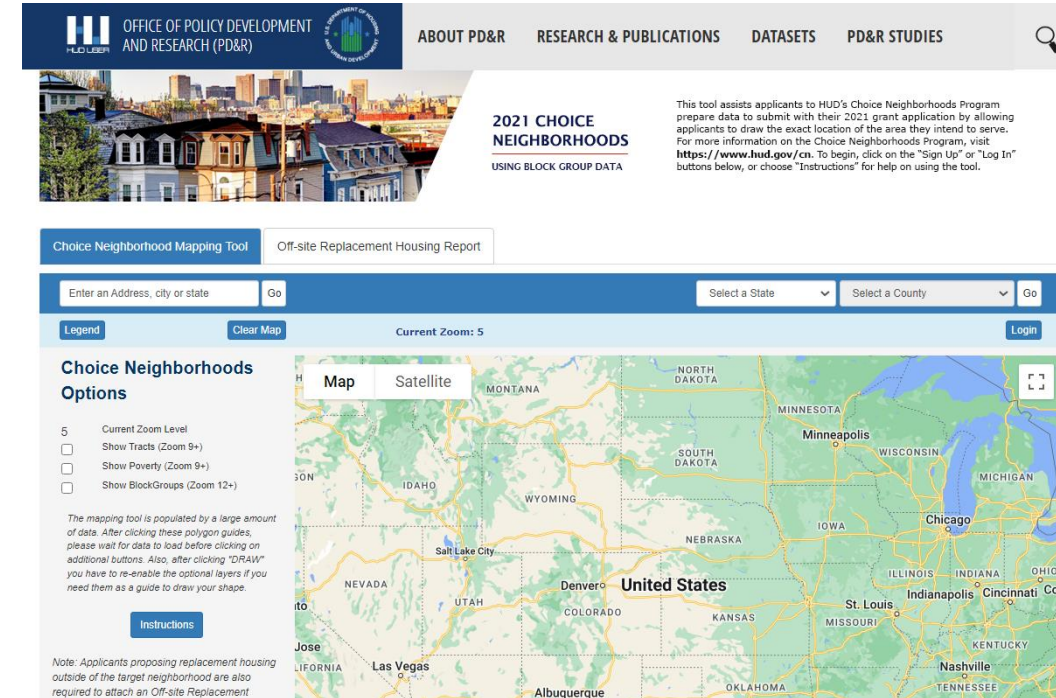 HUD USER
OFFICE OF POLICY DEVELOPMENT
AND RESEARCH (PD&R)
ABOUT PD&R
RESEARCH & PUBLICATIONS
DATASETS
PD&R STUDIES
2021 CHOICE
NEIGHBORHOODS
USING BLOCK GROUP DATA
This tool assists applicants to HUD's Choice Neighborhoods Program
prepare data to submit with their 2021 grant application by allowing
applicants to draw the exact location of the area they intend to serve.
For more information on the Choice Neighborhoods Program, visit
https://www.hud.gov/cn. To begin, click on the "Sign Up" or "Log In"
buttons below, or choose "Instructions" for help on using the tool.
Choice Neighborhood Mapping Tool
Off-site Replacement Housing Report
Enter an Address, city or state
Go
Select a State
Select a County
Go
Legend
Clear Map
Current Zoom: 5
Login
Choice Neighborhoods
Options
5 Current Zoom Level
Show Tracts (Zoom 9+)
Show Poverty (Zoom 9+)
Show BlockGroups (Zoom 12+)
The mapping tool is populated by a large amount
of data. After clicking these polygon guides,
please wait for data to load before clicking on
additional buttons. Also, after clicking "DRAW"
you have to re-enable the optional layers if you
need them as a guide to draw your shape.
Instructions
Note: Applicants proposing replacement housing
outside of the target neighborhood are also
required to attach an Off-site Replacement
Map
Satellite
MONTANA
NORTH
DAKOTA
MINNESOTA
Minneapolis
WISCONSIN
SOUTH
DAKOTA
MICHIGAN
IDAHO
WYOMING
Chicago
IOWA
NEBRASKA
Salt Lake City
ILLINOIS
INDIANA
OHIO
NEVADA
Denver
United States
Indianapolis
Cincinnati
UTAH
COLORADO
KANSAS
St. Louis
MISSOURI
KENTUCKY
Jose
LIFORNIA
Las Vegas
Nashville
Albuquerque
OKLAHOMA
TENNESSEE